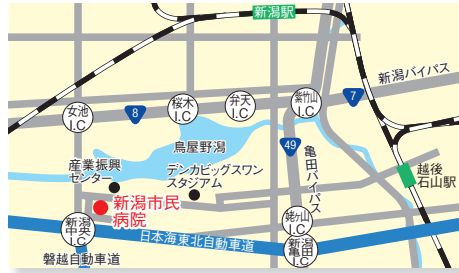 新潟駅
新潟バイパス
女池
I.C
8
桜木
I.C
弁天
I.C
紫竹山
I.C
7
鳥屋野潟
49
亀田バイパス
越後
石山駅
産業振興
センター
デンカビッグスワン
スタジアム
新潟市民
病院
新潟
中央
I.C
姥ケ山
I.C
日本海東北自動車道
新潟
亀田
I.C
磐越自動車道